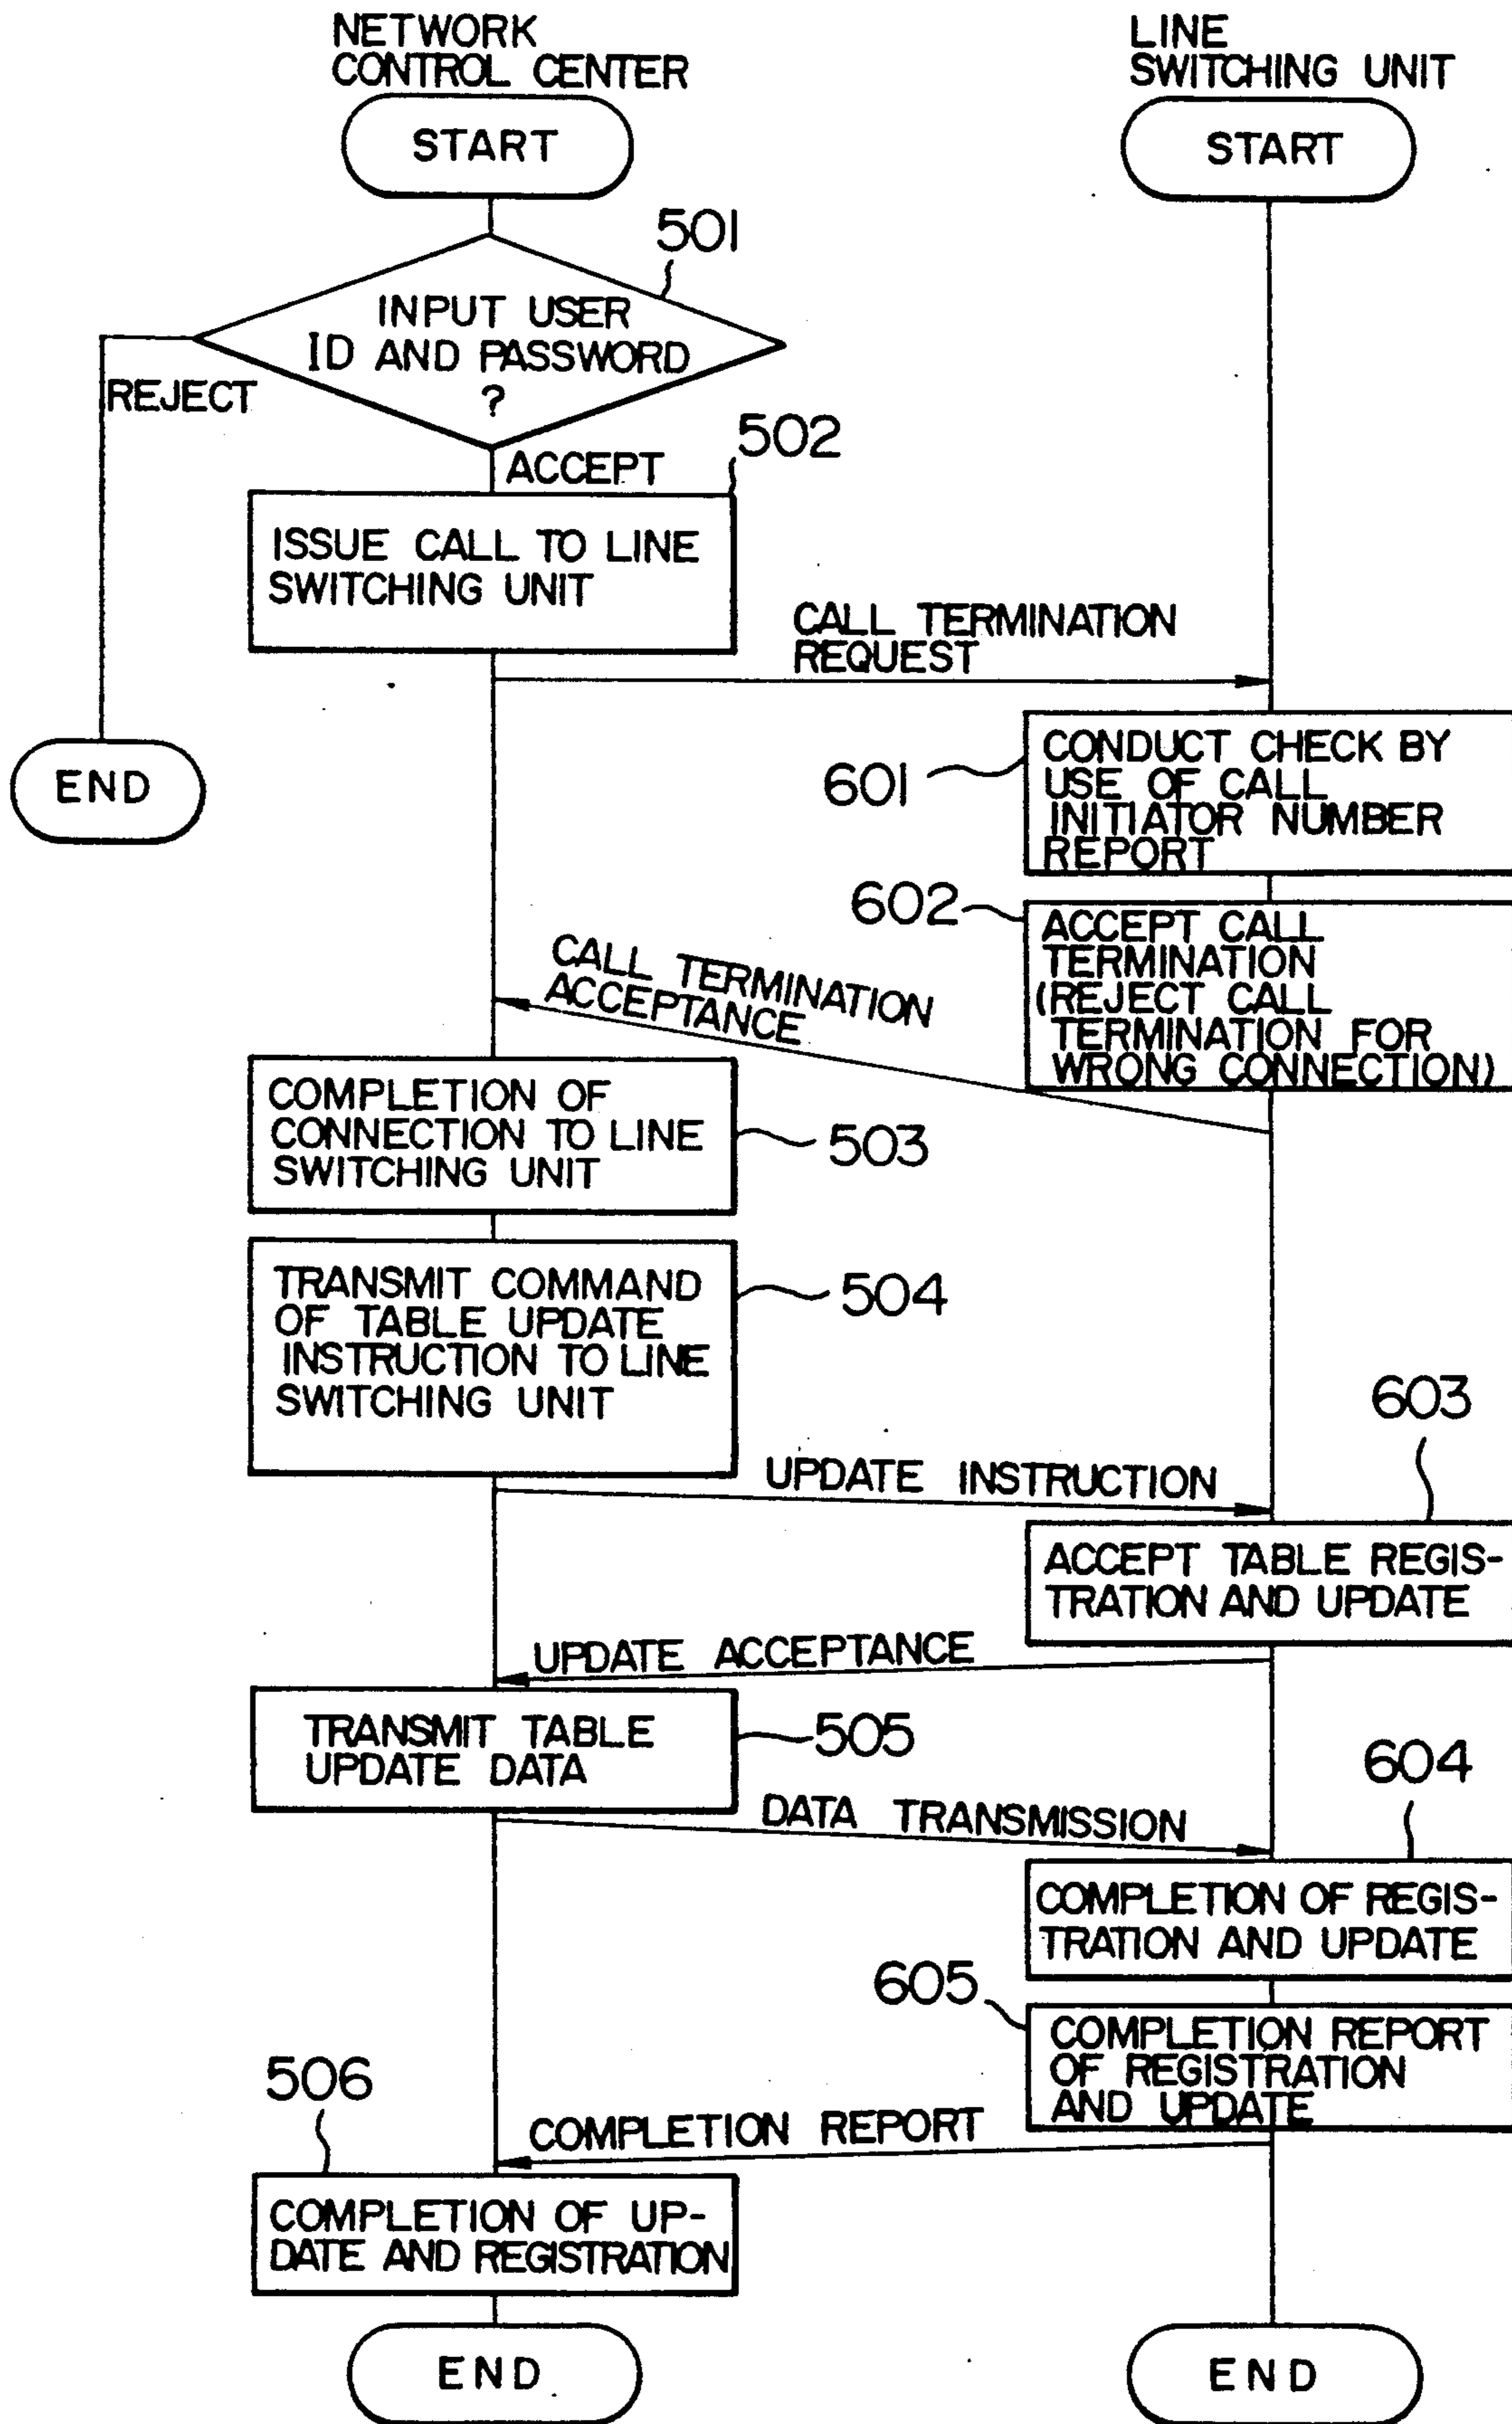 NETWORK
CONTROL CENTER
LINE
SWITCHING UNIT
START
START
501
INPUT USER
ID AND PASSWORD
?
REJECT
502
ACCEPT
ISSUE CALL TO LINE
SWITCHING UNIT
CALL TERMINATION
REQUEST
END
601
CONDUCT CHECK BY
USE OF CALL
INITIATOR NUMBER
REPORT
602
ACCEPT CALL
TERMINATION
(REJECT CALL
TERMINATION FOR
WRONG CONNECTION)
CALL TERMINATION
ACCEPTANCE
COMPLETION OF
CONNECTION TO LINE
SWITCHING UNIT
503
TRANSMIT COMMAND
OF TABLE UPDATE
INSTRUCTION TO LINE
SWITCHING UNIT
504
603
UPDATE INSTRUCTION
ACCEPT TABLE REGIS-
TRATION AND UPDATE
UPDATE ACCEPTANCE
TRANSMIT TABLE
UPDATE DATA
505
604
DATA TRANSMISSION
COMPLETION OF REGIS-
TRATION AND UPDATE
605
COMPLETION REPORT
OF REGISTRATION
AND UPDATE
506
COMPLETION REPORT
COMPLETION OF UP-
DATE AND REGISTRATION
END
END